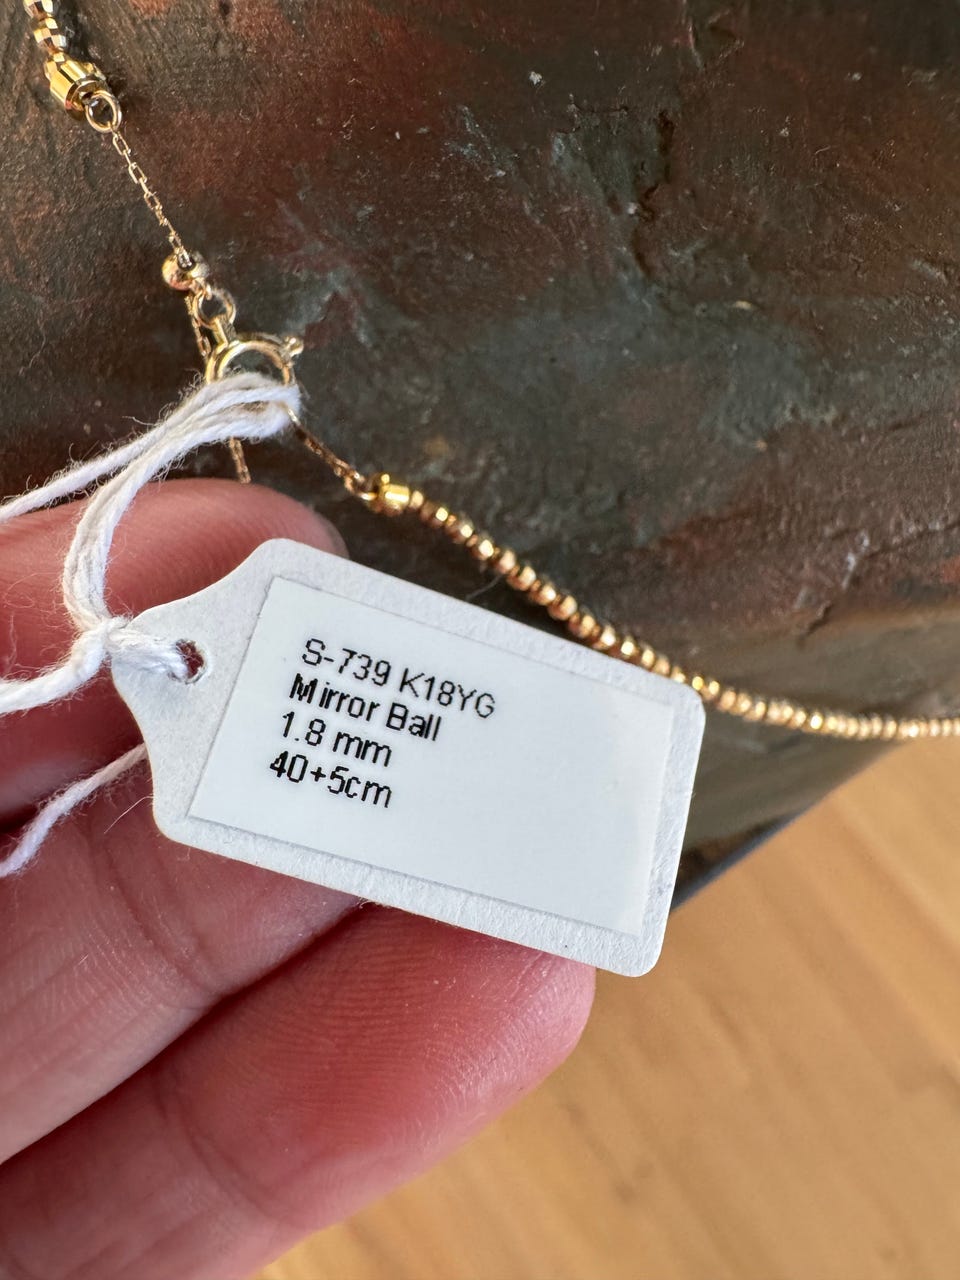 S-739 K18YG
Mirror Ball
1.8 mm
40+5cm